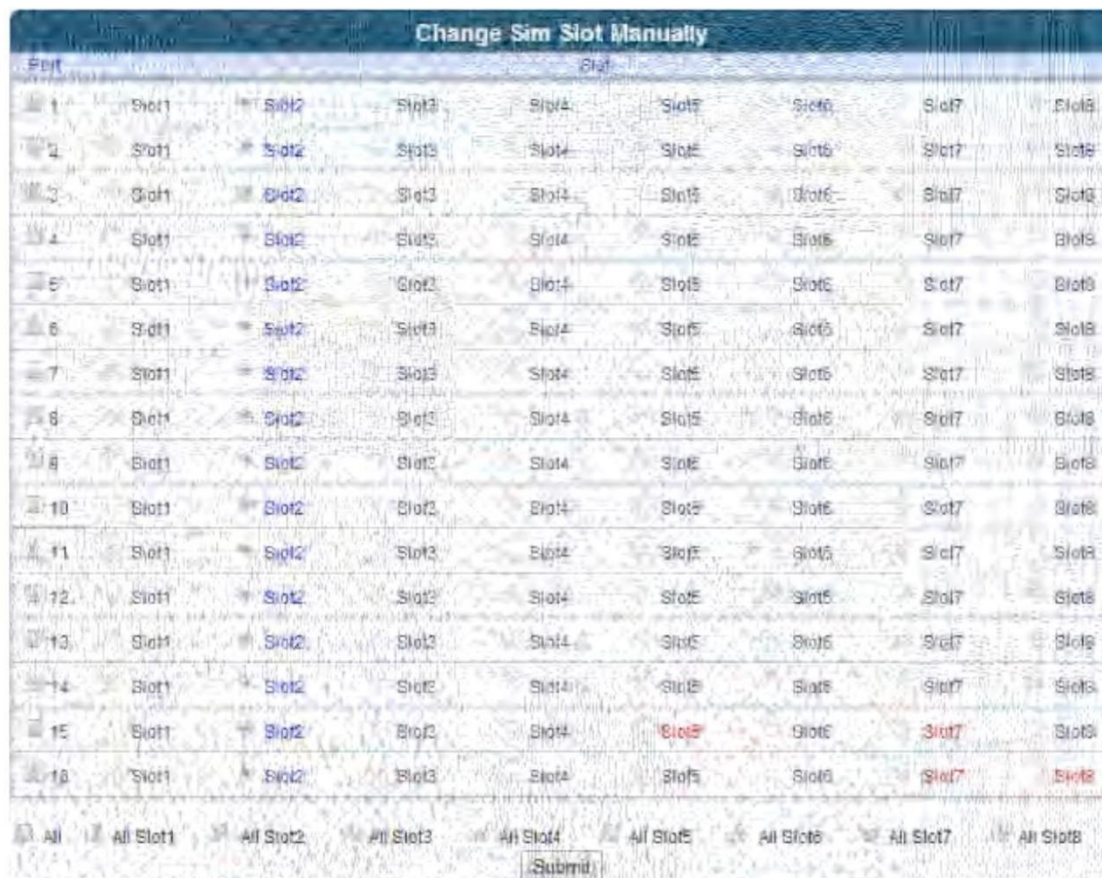 Change Sim Slot Manually
Port Slot
1 Slot1 Slot2 Slot3 Slot4 Slot5 Slot6 Slot7 Slot8
2 Slot1 Slot2 Slot3 Slot4 Slot5 Slot6 Slot7 Slot8
3 Slot1 Slot2 Slot3 Slot4 Slot5 Slot6 Slot7 Slot8
4 Slot1 Slot2 Slot3 Slot4 Slot5 Slot6 Slot7 Slot8
5 Slot1 Slot2 Slot3 Slot4 Slot5 Slot6 Slot7 Slot8
6 Slot1 Slot2 Slot3 Slot4 Slot5 Slot6 Slot7 Slot8
7 Slot1 Slot2 Slot3 Slot4 Slot5 Slot6 Slot7 Slot8
8 Slot1 Slot2 Slot3 Slot4 Slot5 Slot6 Slot7 Slot8
9 Slot1 Slot2 Slot3 Slot4 Slot5 Slot6 Slot7 Slot8
10 Slot1 Slot2 Slot3 Slot4 Slot5 Slot6 Slot7 Slot8
11 Slot1 Slot2 Slot3 Slot4 Slot5 Slot6 Slot7 Slot8
12 Slot1 Slot2 Slot3 Slot4 Slot5 Slot6 Slot7 Slot8
13 Slot1 Slot2 Slot3 Slot4 Slot5 Slot6 Slot7 Slot8
14 Slot1 Slot2 Slot3 Slot4 Slot5 Slot6 Slot7 Slot8
15 Slot1 Slot2 Slot3 Slot4 Slot5 Slot6 Slot7 Slot8
16 Slot1 Slot2 Slot3 Slot4 Slot5 Slot6 Slot7 Slot8
All All Slot1 All Slot2 All Slot3 All Slot4 All Slot5 All Slot6 All Slot7 All Slot8
Submit